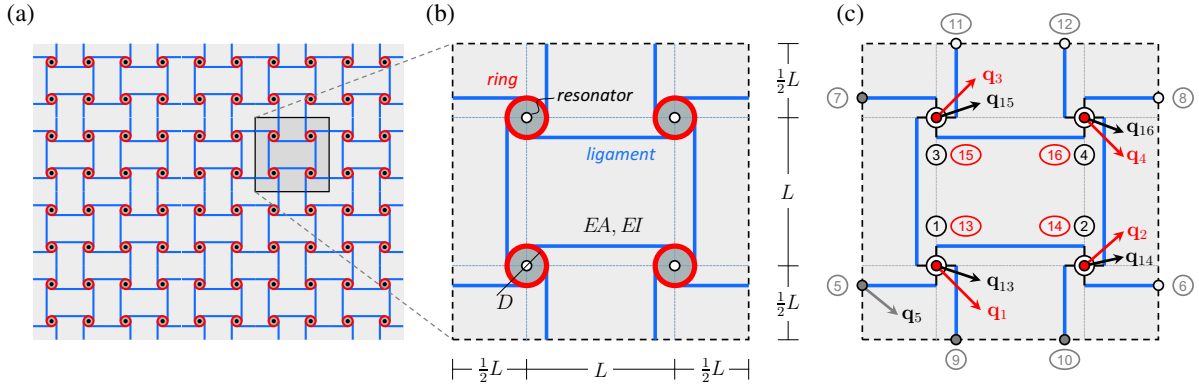 (a)
(b)
ring
resonator
ligament
EA, EI
D
½L
L
½L
½L
L
½L
(c)
11
12
7
8
q₃
q₁₅
q₁₆
q₄
3
15
16
4
1
13
14
2
q₂
q₁₄
q₁₃
q₁
5
6
q₅
9
10